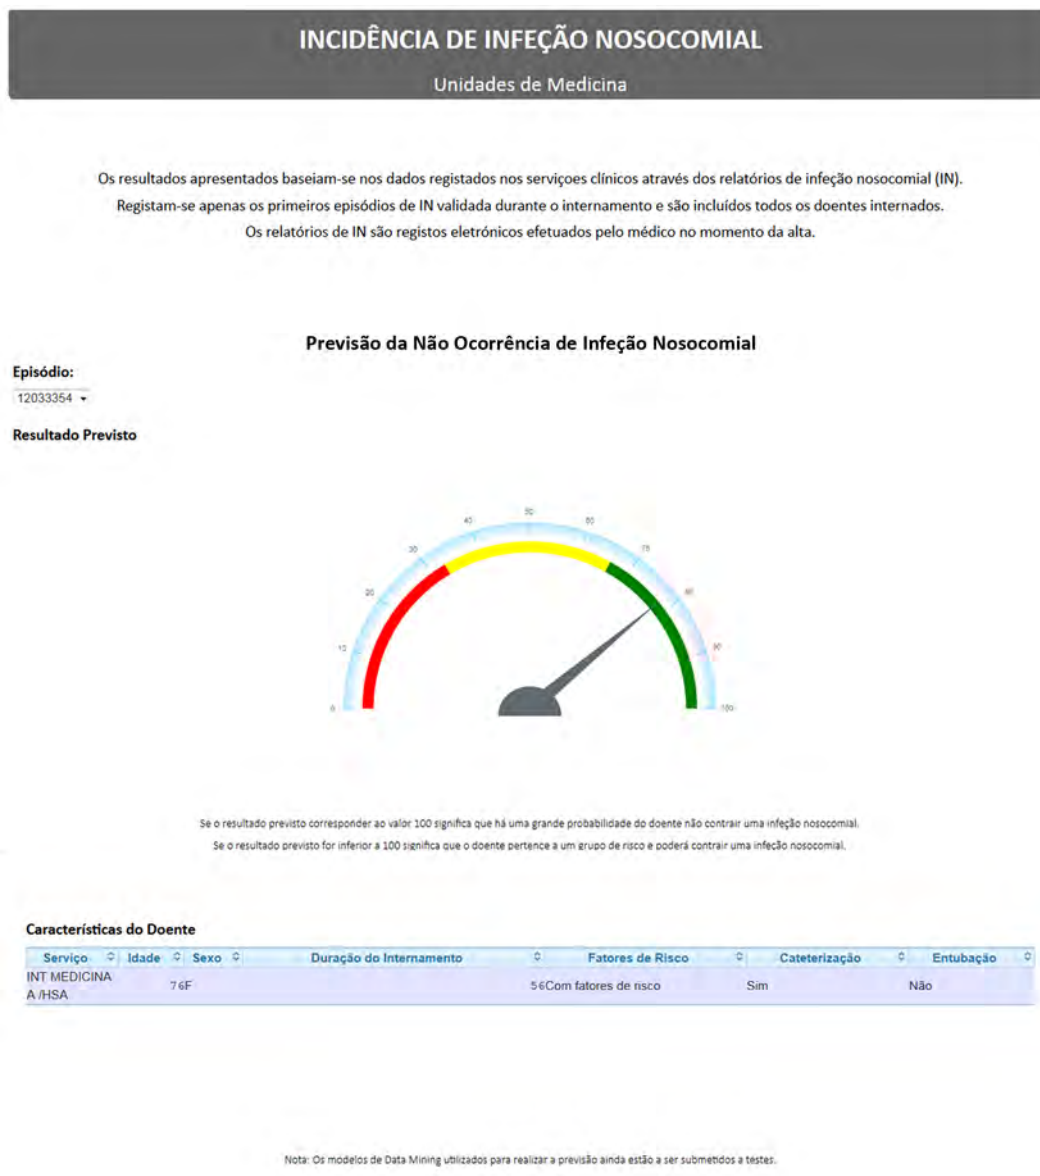 INCIDÊNCIA DE INFEÇÃO NOSOCOMIAL
Unidades de Medicina
Os resultados apresentados baseiam-se nos dados registados nos serviçoes clínicos através dos relatórios de infeção nosocomial (IN).
Registam-se apenas os primeiros episódios de IN validada durante o internamento e são incluídos todos os doentes internados.
Os relatórios de IN são registos eletrónicos efetuados pelo médico no momento da alta.
Previsão da Não Ocorrência de Infeção Nosocomial
Episódio:
12033354
Resultado Previsto
0
10
20
30
40
50
60
70
80
90
100
Se o resultado previsto corresponder ao valor 100 significa que há uma grande probabilidade do doente não contrair uma infeção nosocomial.
Se o resultado previsto for inferior a 100 significa que o doente pertence a um grupo de risco e poderá contrair uma infeção nosocomial.
Características do Doente
Serviço Idade Sexo Duração do Internamento Fatores de Risco Cateterização Entubação
INT MEDICINA
A /HSA 76 F 56 Com fatores de risco Sim Não
Nota: Os modelos de Data Mining utilizados para realizar a previsão ainda estão a ser submetidos a testes.